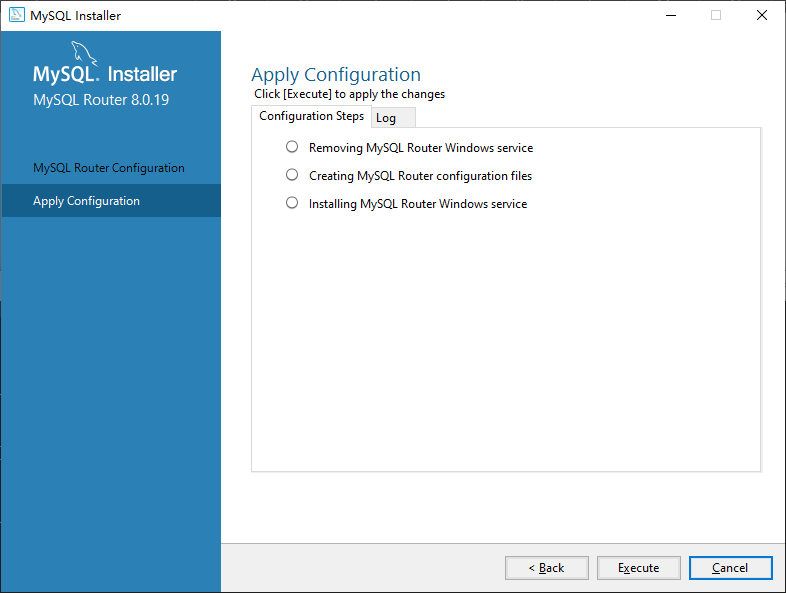 MySQL Installer
MySQL. Installer
MySQL Router 8.0.19
MySQL Router Configuration
Apply Configuration
Apply Configuration
Click [Execute] to apply the changes
Configuration Steps
Log
Removing MySQL Router Windows service
Creating MySQL Router configuration files
Installing MySQL Router Windows service
< Back
Execute
Cancel